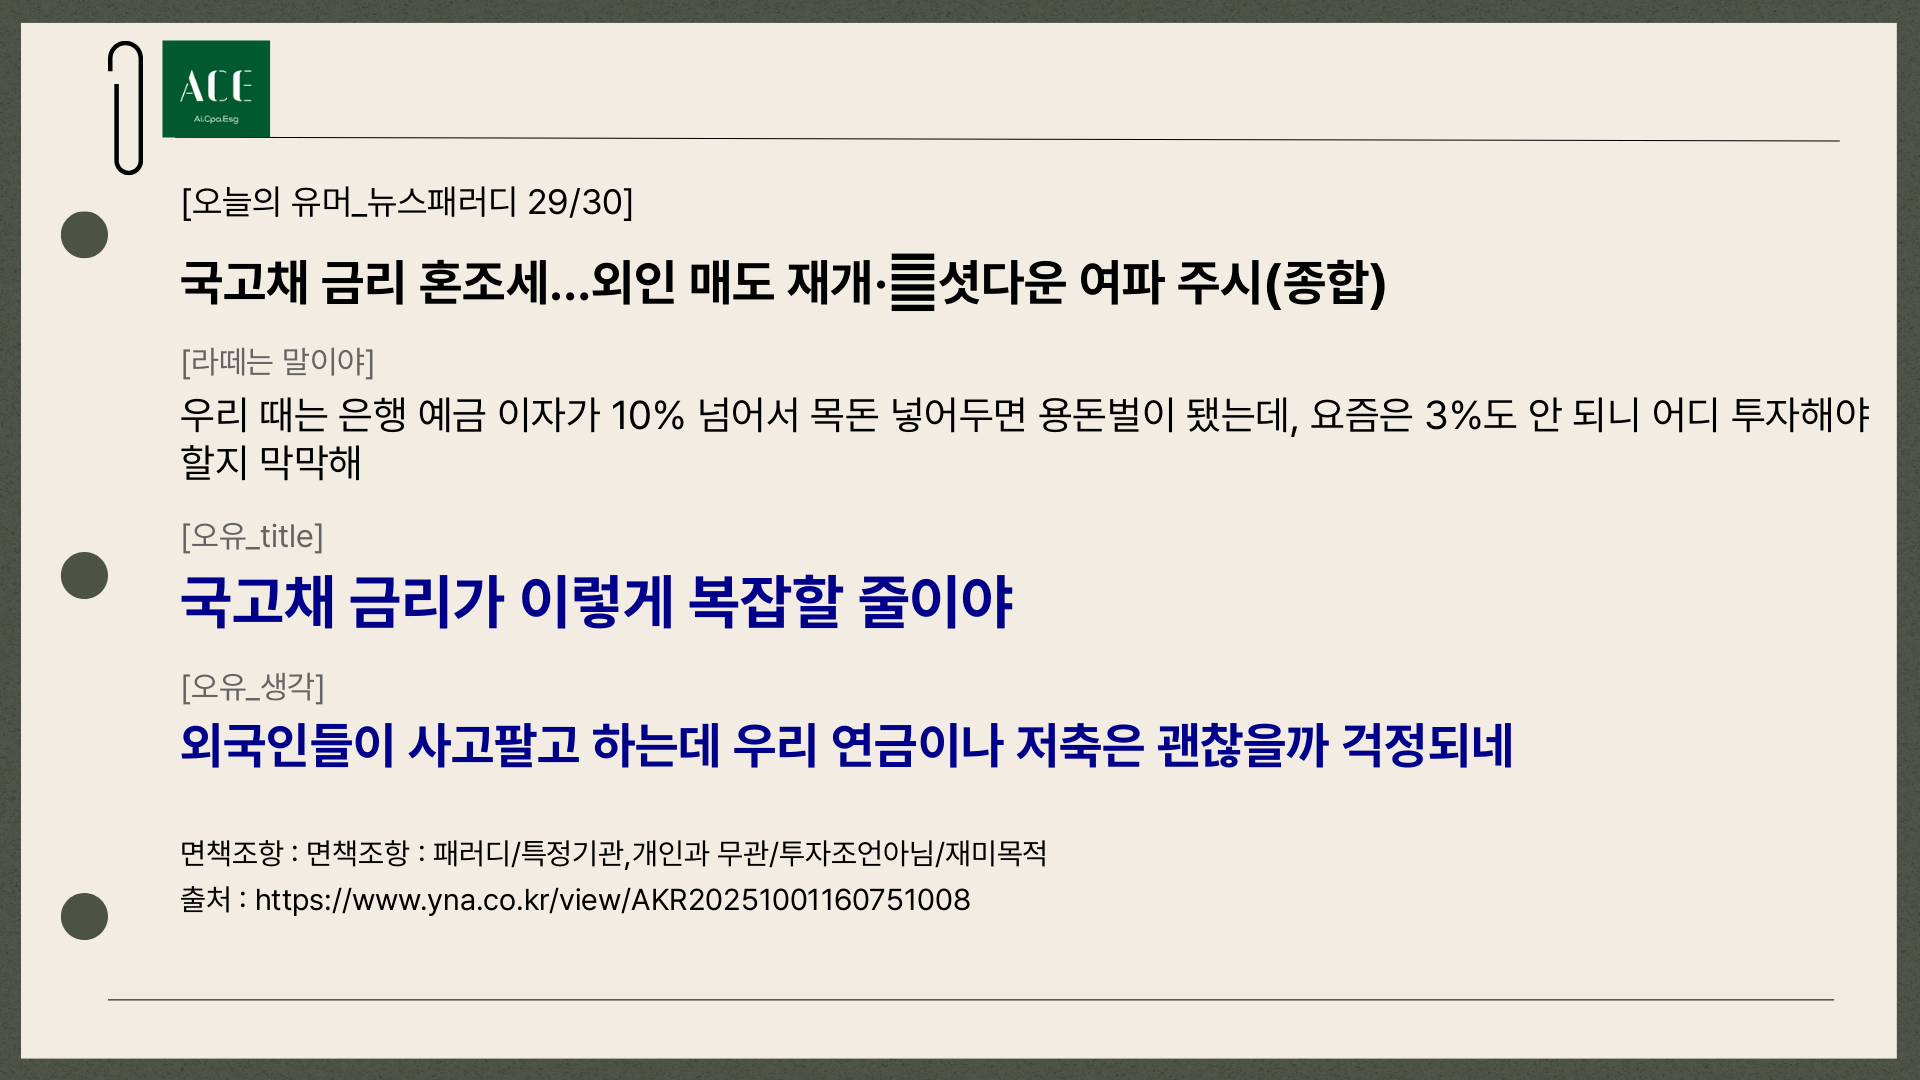 ACE
Ai.Cpa.Esg
[오늘의 유머_뉴스패러디 29/30]
국고채 금리 혼조세…외인 매도 재개·셧다운 여파 주시(종합)
[라떼는 말이야]
우리 때는 은행 예금 이자가 10% 넘어서 목돈 넣어두면 용돈벌이 됐는데, 요즘은 3%도 안 되니 어디 투자해야
할지 막막해
[오유_title]
국고채 금리가 이렇게 복잡할 줄이야
[오유_생각]
외국인들이 사고팔고 하는데 우리 연금이나 저축은 괜찮을까 걱정되네
면책조항 : 면책조항 : 패러디/특정기관,개인과 무관/투자조언아님/재미목적
출처 : https://www.yna.co.kr/view/AKR20251001160751008